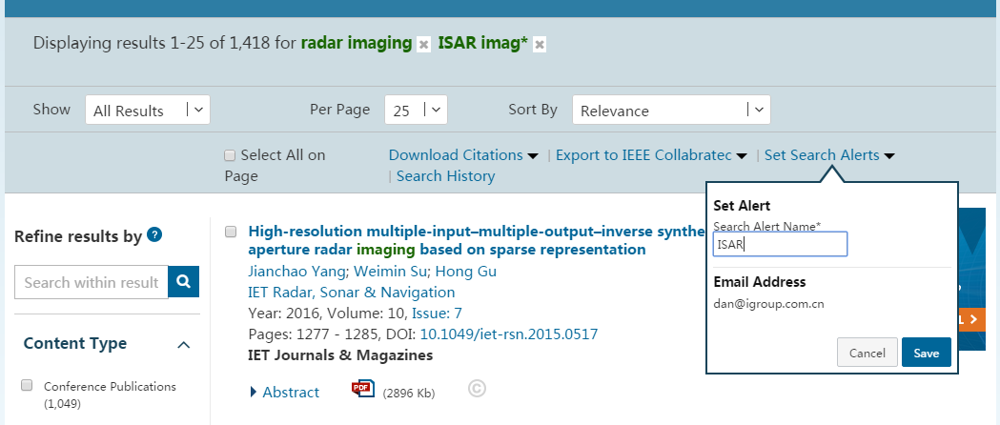 Displaying results 1-25 of 1,418 for radar imaging ISAR imag*
Show All Results Per Page 25 Sort By Relevance
Select All on
Page
Download Citations | Export to IEEE Collabratec | Set Search Alerts
| Search History
Set Alert
Search Alert Name*
ISAR
Email Address
dan@igroup.com.cn
Cancel Save
Refine results by ?
Search within result
Content Type
Conference Publications
(1,049)
High-resolution multiple-input–multiple-output–inverse synthe
aperture radar imaging based on sparse representation
Jianchao Yang; Weimin Su; Hong Gu
IET Radar, Sonar & Navigation
Year: 2016, Volume: 10, Issue: 7
Pages: 1277 - 1285, DOI: 10.1049/iet-rsn.2015.0517
IET Journals & Magazines
Abstract PDF (2896 Kb) ©